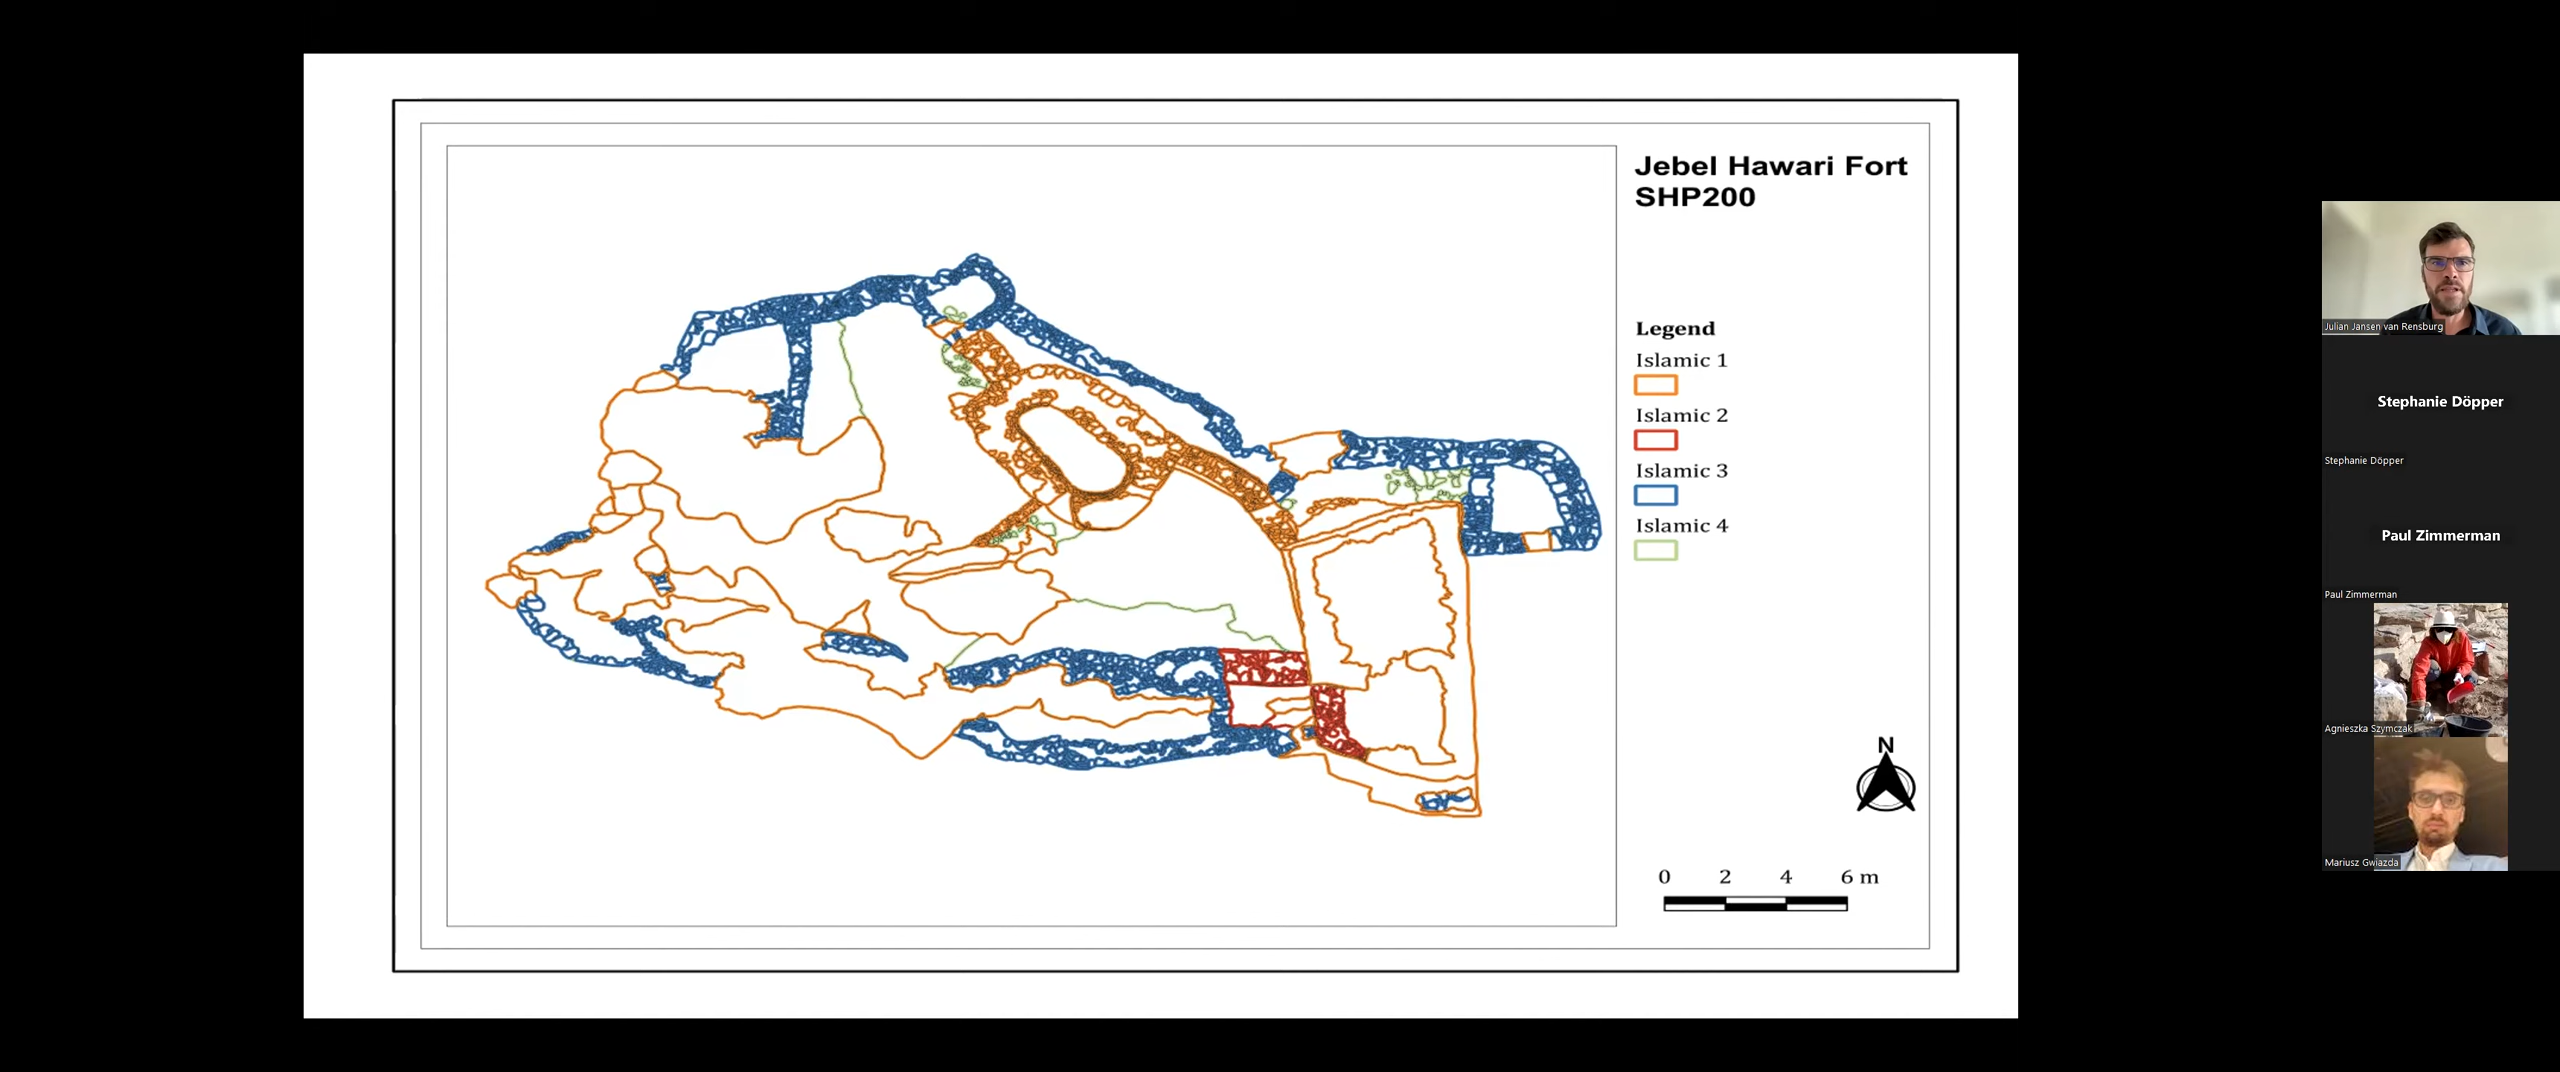 Jebel Hawari Fort
SHP200
Legend
Islamic 1
Islamic 2
Islamic 3
Islamic 4
N
0 2 4 6 m
Julian Jansen van Rensburg
Stephanie Döpper
Stephanie Döpper
Paul Zimmerman
Paul Zimmerman
Agnieszka Szymczak
Mariusz Gwiazda